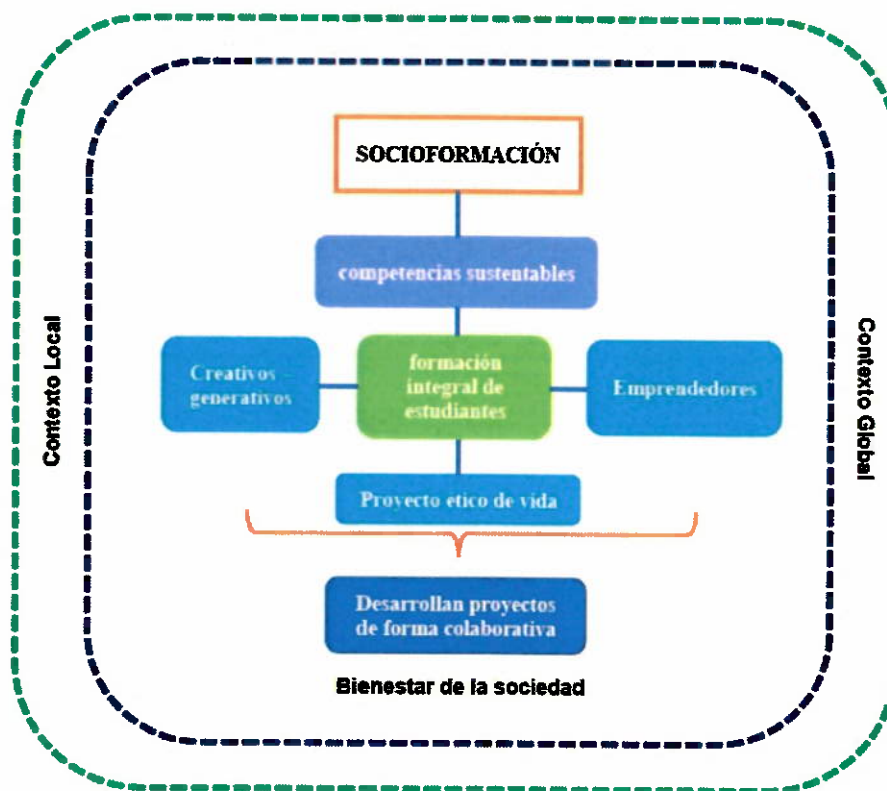 SOCIOFORMACIÓN
competencias sustentables
Contexto Local
Creativos –
generativos
formación
integral de
estudiantes
Emprendedores
Contexto Global
Proyecto etico de vida
Desarrollan proyectos
de forma colaborativa
Bienestar de la sociedad